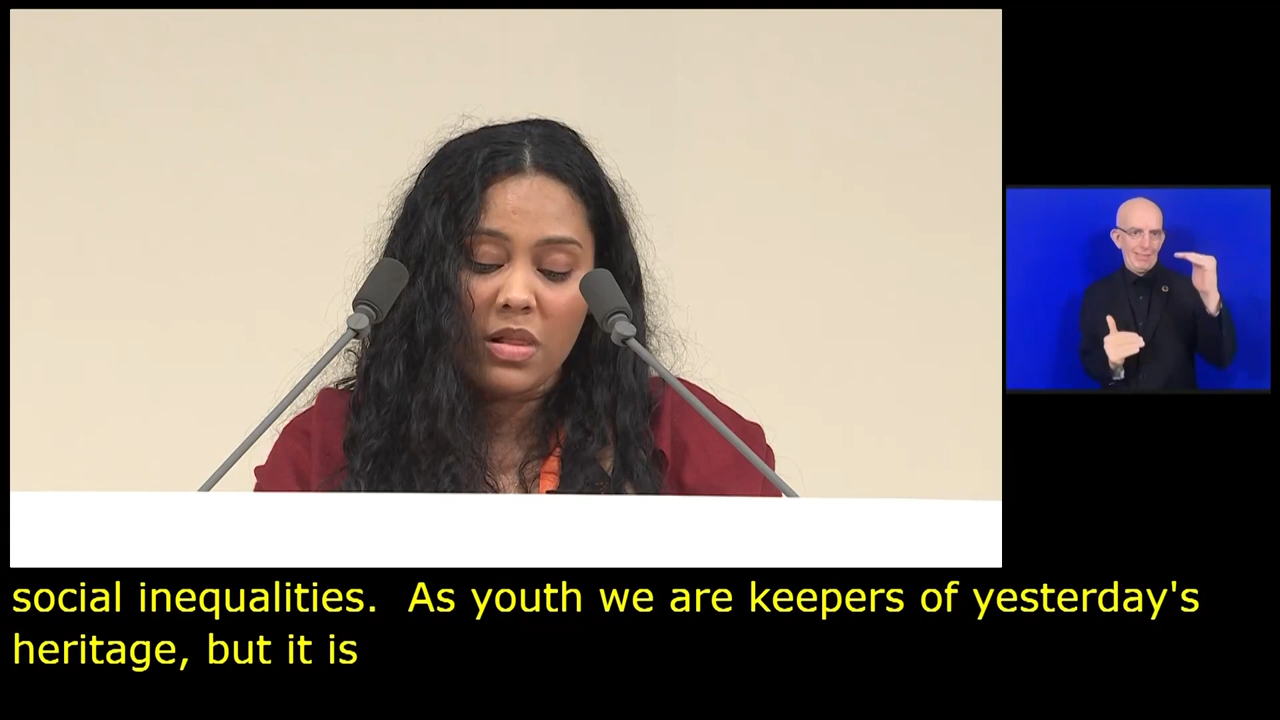 social inequalities.  As youth we are keepers of yesterday's
heritage, but it is